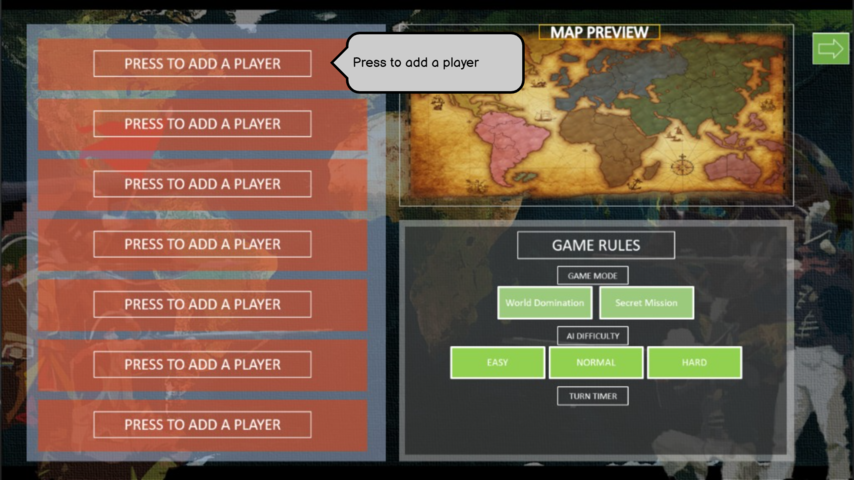 PRESS TO ADD A PLAYER
Press to add a player
PRESS TO ADD A PLAYER
PRESS TO ADD A PLAYER
PRESS TO ADD A PLAYER
PRESS TO ADD A PLAYER
PRESS TO ADD A PLAYER
PRESS TO ADD A PLAYER
MAP PREVIEW
GAME RULES
GAME MODE
World Domination
Secret Mission
AI DIFFICULTY
EASY
NORMAL
HARD
TURN TIMER